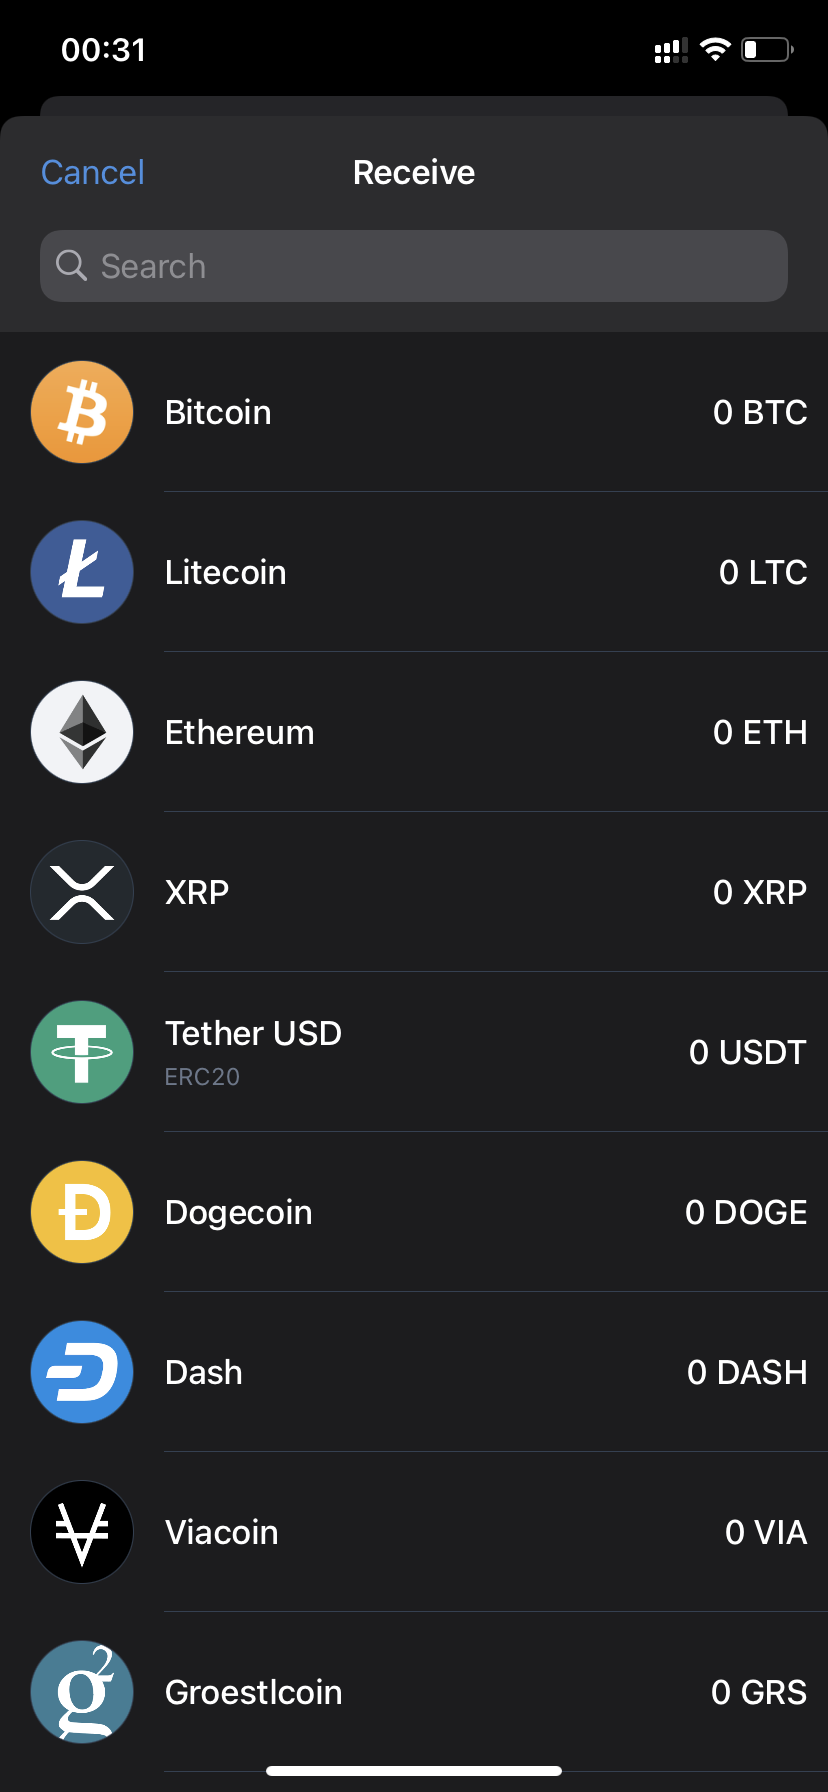 00:31
Cancel
Receive
Search
Bitcoin
0 BTC
Litecoin
0 LTC
Ethereum
0 ETH
XRP
0 XRP
Tether USD
ERC20
0 USDT
Dogecoin
0 DOGE
Dash
0 DASH
Viacoin
0 VIA
Groestlcoin
0 GRS